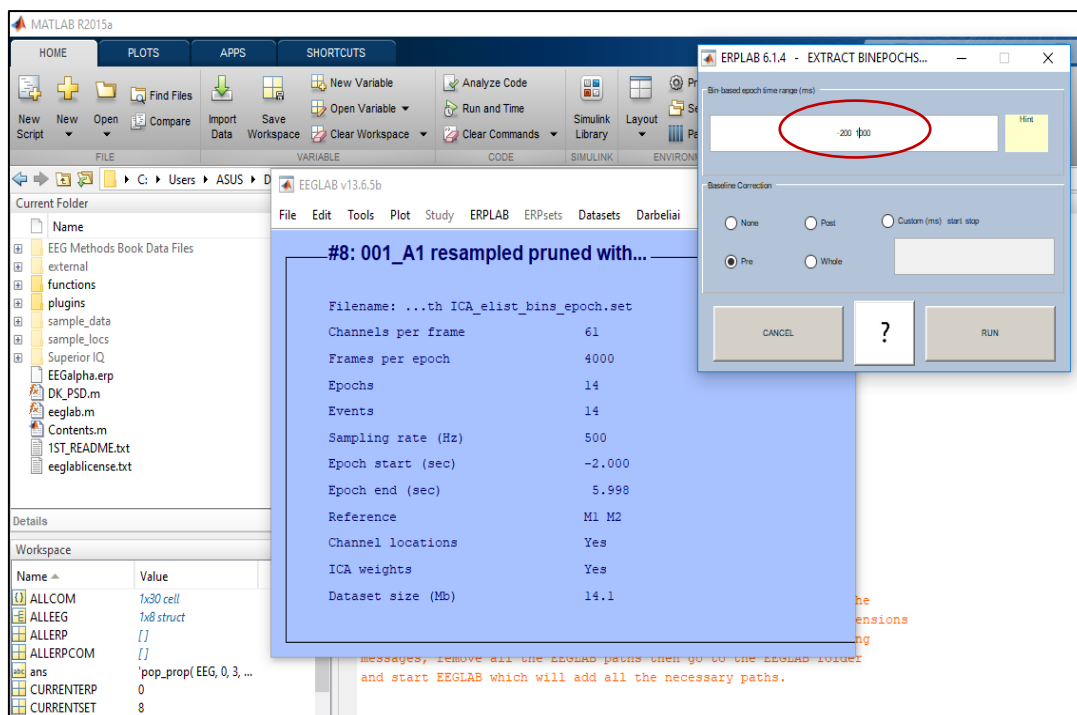 MATLAB R2015a
HOME PLOTS APPS SHORTCUTS
New Script
New
Open
Find Files
Compare
Import Data
Save Workspace
New Variable
Open Variable
Clear Workspace
Analyze Code
Run and Time
Clear Commands
Simulink Library
Layout
FILE VARIABLE CODE SIMULINK ENVIRONM
C: Users ASUS D
Current Folder
Name
EEG Methods Book Data Files
external
functions
plugins
sample_data
sample_locs
Superior IQ
EEGalpha.erp
DK_PSD.m
eeglab.m
Contents.m
1ST_README.txt
eeglablicense.txt
Details
Workspace
Name Value
ALLCOM 1x30 cell
ALLEEG 1x8 struct
ALLERP []
ALLERPCOM []
ans 'pop_prop( EEG, 0, 3, ...
CURRENTERP 0
CURRENTSET 8
EEGLAB v13.6.5b
File Edit Tools Plot Study ERPLAB ERPsets Datasets Darbeliai
#8: 001_A1 resampled pruned with...
Filename: ...th ICA_elist_bins_epoch.set
Channels per frame 61
Frames per epoch 4000
Epochs 14
Events 14
Sampling rate (Hz) 500
Epoch start (sec) -2.000
Epoch end (sec) 5.998
Reference M1 M2
Channel locations Yes
ICA weights Yes
Dataset size (Mb) 14.1
ERPLAB 6.1.4 - EXTRACT BINEPOCHS...
Bin-based epoch time range (ms)
-200 1000
Hint
Baseline Correction
None
Post
Custom (ms) start stop
Pre
Whole
CANCEL
?
RUN
he
ensions
ng
messages, remove all the EEGLAB paths then go to the EEGLAB folder
and start EEGLAB which will add all the necessary paths.